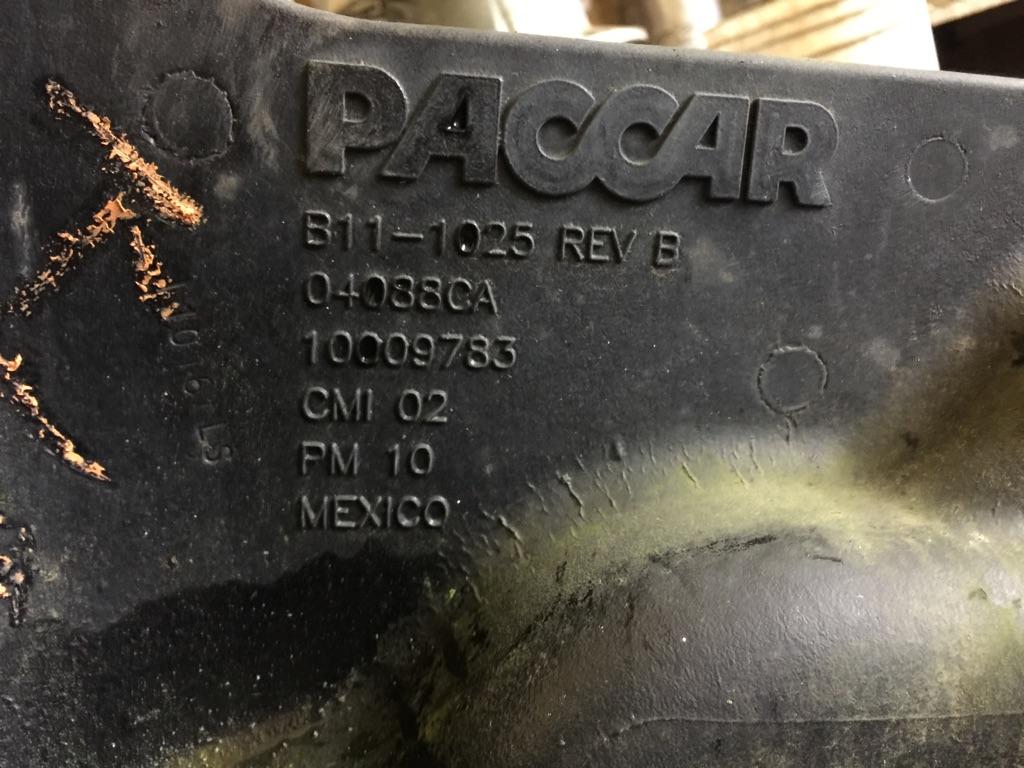 PACCAR
B11-1025 REV B
04088CA
10009783
CMI 02
PM 10
MEXICO